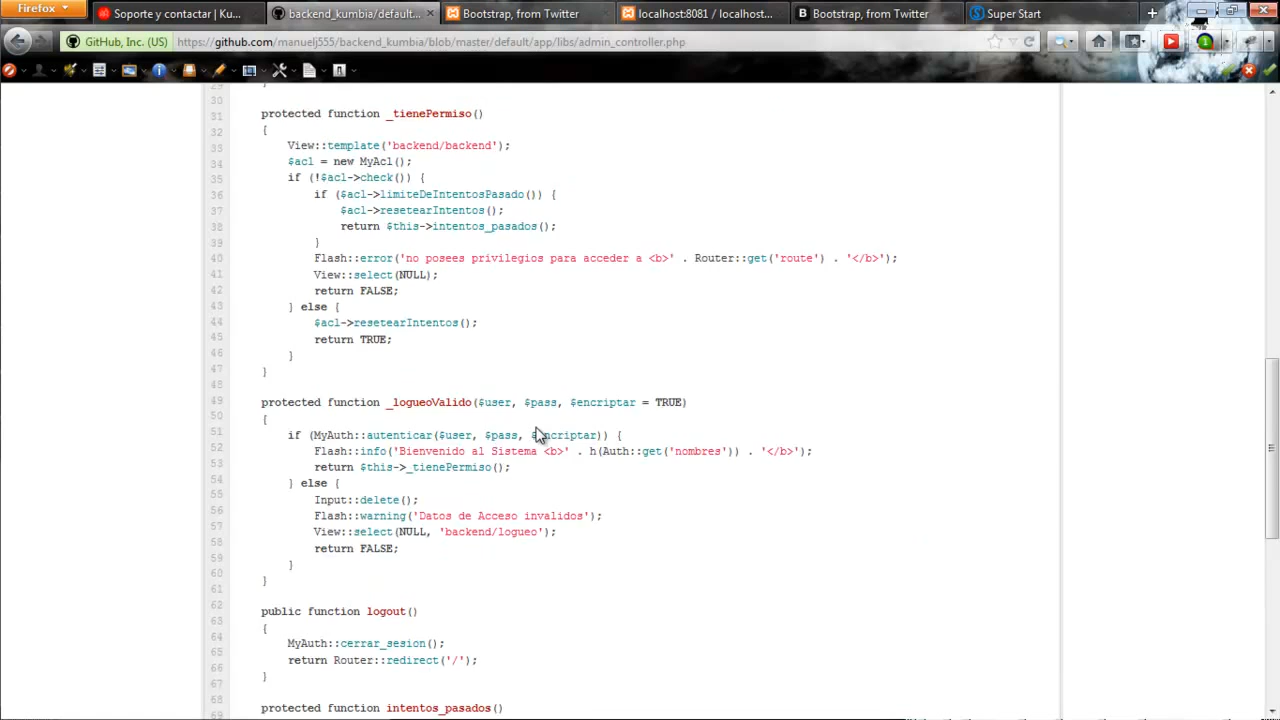 Firefox
Soporte y contactar | Ku...
backend_kumbia/default...
Bootstrap, from Twitter
localhost:8081 / localhost...
Bootstrap, from Twitter
Super Start
GitHub, Inc. (US)
https://github.com/manuelj555/backend_kumbia/blob/master/default/app/libs/admin_controller.php
29 }
30
31 protected function _tienePermiso()
32 {
33 View::template('backend/backend');
34 $acl = new MyAcl();
35 if (!$acl->check()) {
36 if ($acl->limiteDeIntentosPasado()) {
37 $acl->resetearIntentos();
38 return $this->intentos_pasados();
39 }
40 Flash::error('no posees privilegios para acceder a <b>' . Router::get('route') . '</b>');
41 View::select(NULL);
42 return FALSE;
43 } else {
44 $acl->resetearIntentos();
45 return TRUE;
46 }
47 }
48
49 protected function _logueoValido($user, $pass, $encriptar = TRUE)
50 {
51 if (MyAuth::autenticar($user, $pass, $encriptar)) {
52 Flash::info('Bienvenido al Sistema <b>' . h(Auth::get('nombres')) . '</b>');
53 return $this->_tienePermiso();
54 } else {
55 Input::delete();
56 Flash::warning('Datos de Acceso invalidos');
57 View::select(NULL, 'backend/logueo');
58 return FALSE;
59 }
60 }
61
62 public function logout()
63 {
64 MyAuth::cerrar_sesion();
65 return Router::redirect('/');
66 }
67
68 protected function intentos_pasados()
69